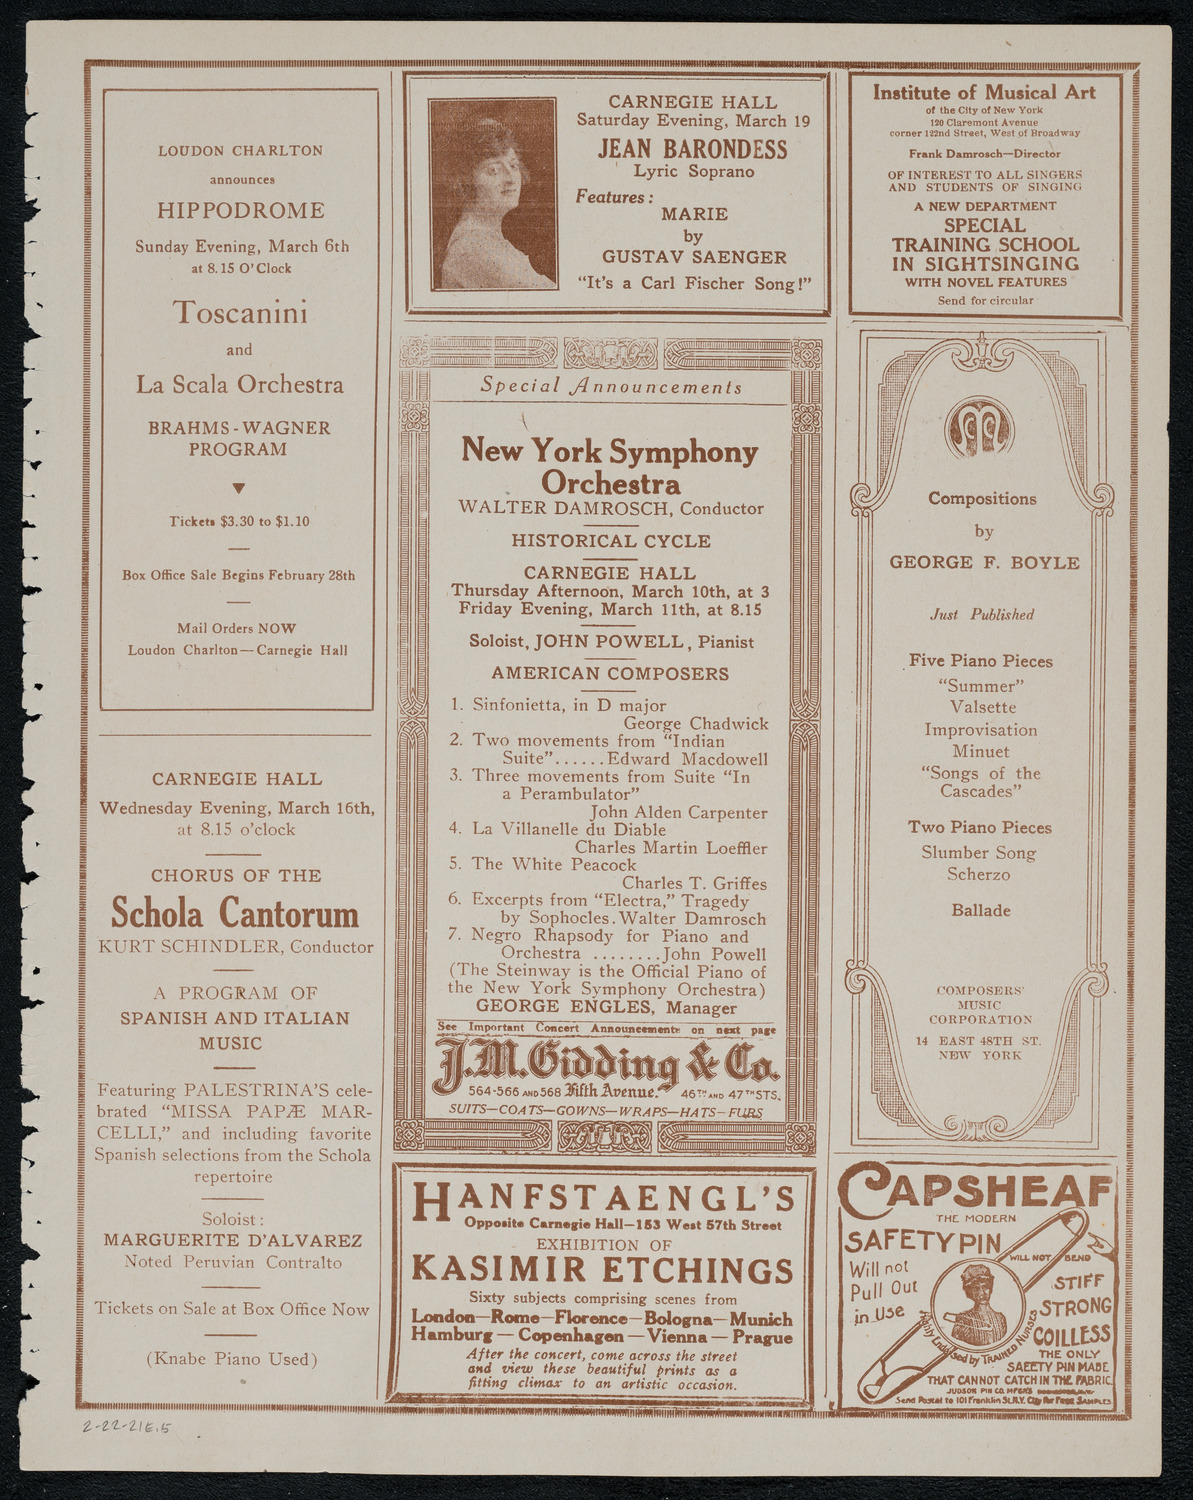 LOUDON CHARLTON
announces
HIPPODROME
Sunday Evening, March 6th
at 8.15 O'Clock
Toscanini
and
La Scala Orchestra
BRAHMS-WAGNER
PROGRAM
Tickets $3.30 to $1.10
Box Office Sale Begins February 28th
Mail Orders NOW
Loudon Charlton—Carnegie Hall
CARNEGIE HALL
Wednesday Evening, March 16th,
at 8.15 o'clock
CHORUS OF THE
Schola Cantorum
KURT SCHINDLER, Conductor
A PROGRAM OF
SPANISH AND ITALIAN
MUSIC
Featuring PALESTRINA'S cele-
brated "MISSA PAPÆ MAR-
CELLI," and including favorite
Spanish selections from the Schola
repertoire
Soloist:
MARGUERITE D'ALVAREZ
Noted Peruvian Contralto
Tickets on Sale at Box Office Now
(Knabe Piano Used)
2-22-21E.5
CARNEGIE HALL
Saturday Evening, March 19
JEAN BARONDESS
Lyric Soprano
Features:
MARIE
by
GUSTAV SAENGER
"It's a Carl Fischer Song!"
Special Announcements
New York Symphony
Orchestra
WALTER DAMROSCH, Conductor
HISTORICAL CYCLE
CARNEGIE HALL
Thursday Afternoon, March 10th, at 3
Friday Evening, March 11th, at 8.15
Soloist, JOHN POWELL, Pianist
AMERICAN COMPOSERS
1. Sinfonietta, in D major
George Chadwick
2. Two movements from "Indian
Suite"......Edward Macdowell
3. Three movements from Suite "In
a Perambulator"
John Alden Carpenter
4. La Villanelle du Diable
Charles Martin Loeffler
5. The White Peacock
Charles T. Griffes
6. Excerpts from "Electra," Tragedy
by Sophocles.Walter Damrosch
7. Negro Rhapsody for Piano and
Orchestra ........John Powell
(The Steinway is the Official Piano of
the New York Symphony Orchestra)
GEORGE ENGLES, Manager
See Important Concert Announcements on next page
J.M. Gidding & Co.
564-566 AND 568 Fifth Avenue. 46TH AND 47TH STS.
SUITS—COATS—GOWNS—WRAPS—HATS—FURS
HANFSTAENGL'S
Opposite Carnegie Hall—153 West 57th Street
EXHIBITION OF
KASIMIR ETCHINGS
Sixty subjects comprising scenes from
London—Rome—Florence—Bologna—Munich
Hamburg—Copenhagen—Vienna—Prague
After the concert, come across the street
and view these beautiful prints as a
fitting climax to an artistic occasion.
Institute of Musical Art
of the City of New York
120 Claremont Avenue
corner 122nd Street, West of Broadway
Frank Damrosch—Director
OF INTEREST TO ALL SINGERS
AND STUDENTS OF SINGING
A NEW DEPARTMENT
SPECIAL
TRAINING SCHOOL
IN SIGHTSINGING
WITH NOVEL FEATURES
Send for circular
Compositions
by
GEORGE F. BOYLE
Just Published
Five Piano Pieces
"Summer"
Valsette
Improvisation
Minuet
"Songs of the
Cascades"
Two Piano Pieces
Slumber Song
Scherzo
Ballade
COMPOSERS'
MUSIC
CORPORATION
14 EAST 48TH ST.
NEW YORK
CAPSHEAF
THE MODERN
SAFETY PIN
WILL NOT BEND
Will not
Pull Out
in Use
STIFF
STRONG
COILLESS
Highly Endorsed by TRAINED NURSES
THE ONLY
SAFETY PIN MADE
THAT CANNOT CATCH IN THE FABRIC.
JUDSON PIN CO. MFGRS
Send Postal to 101 Franklin St. N.Y. City for Free SAMPLES